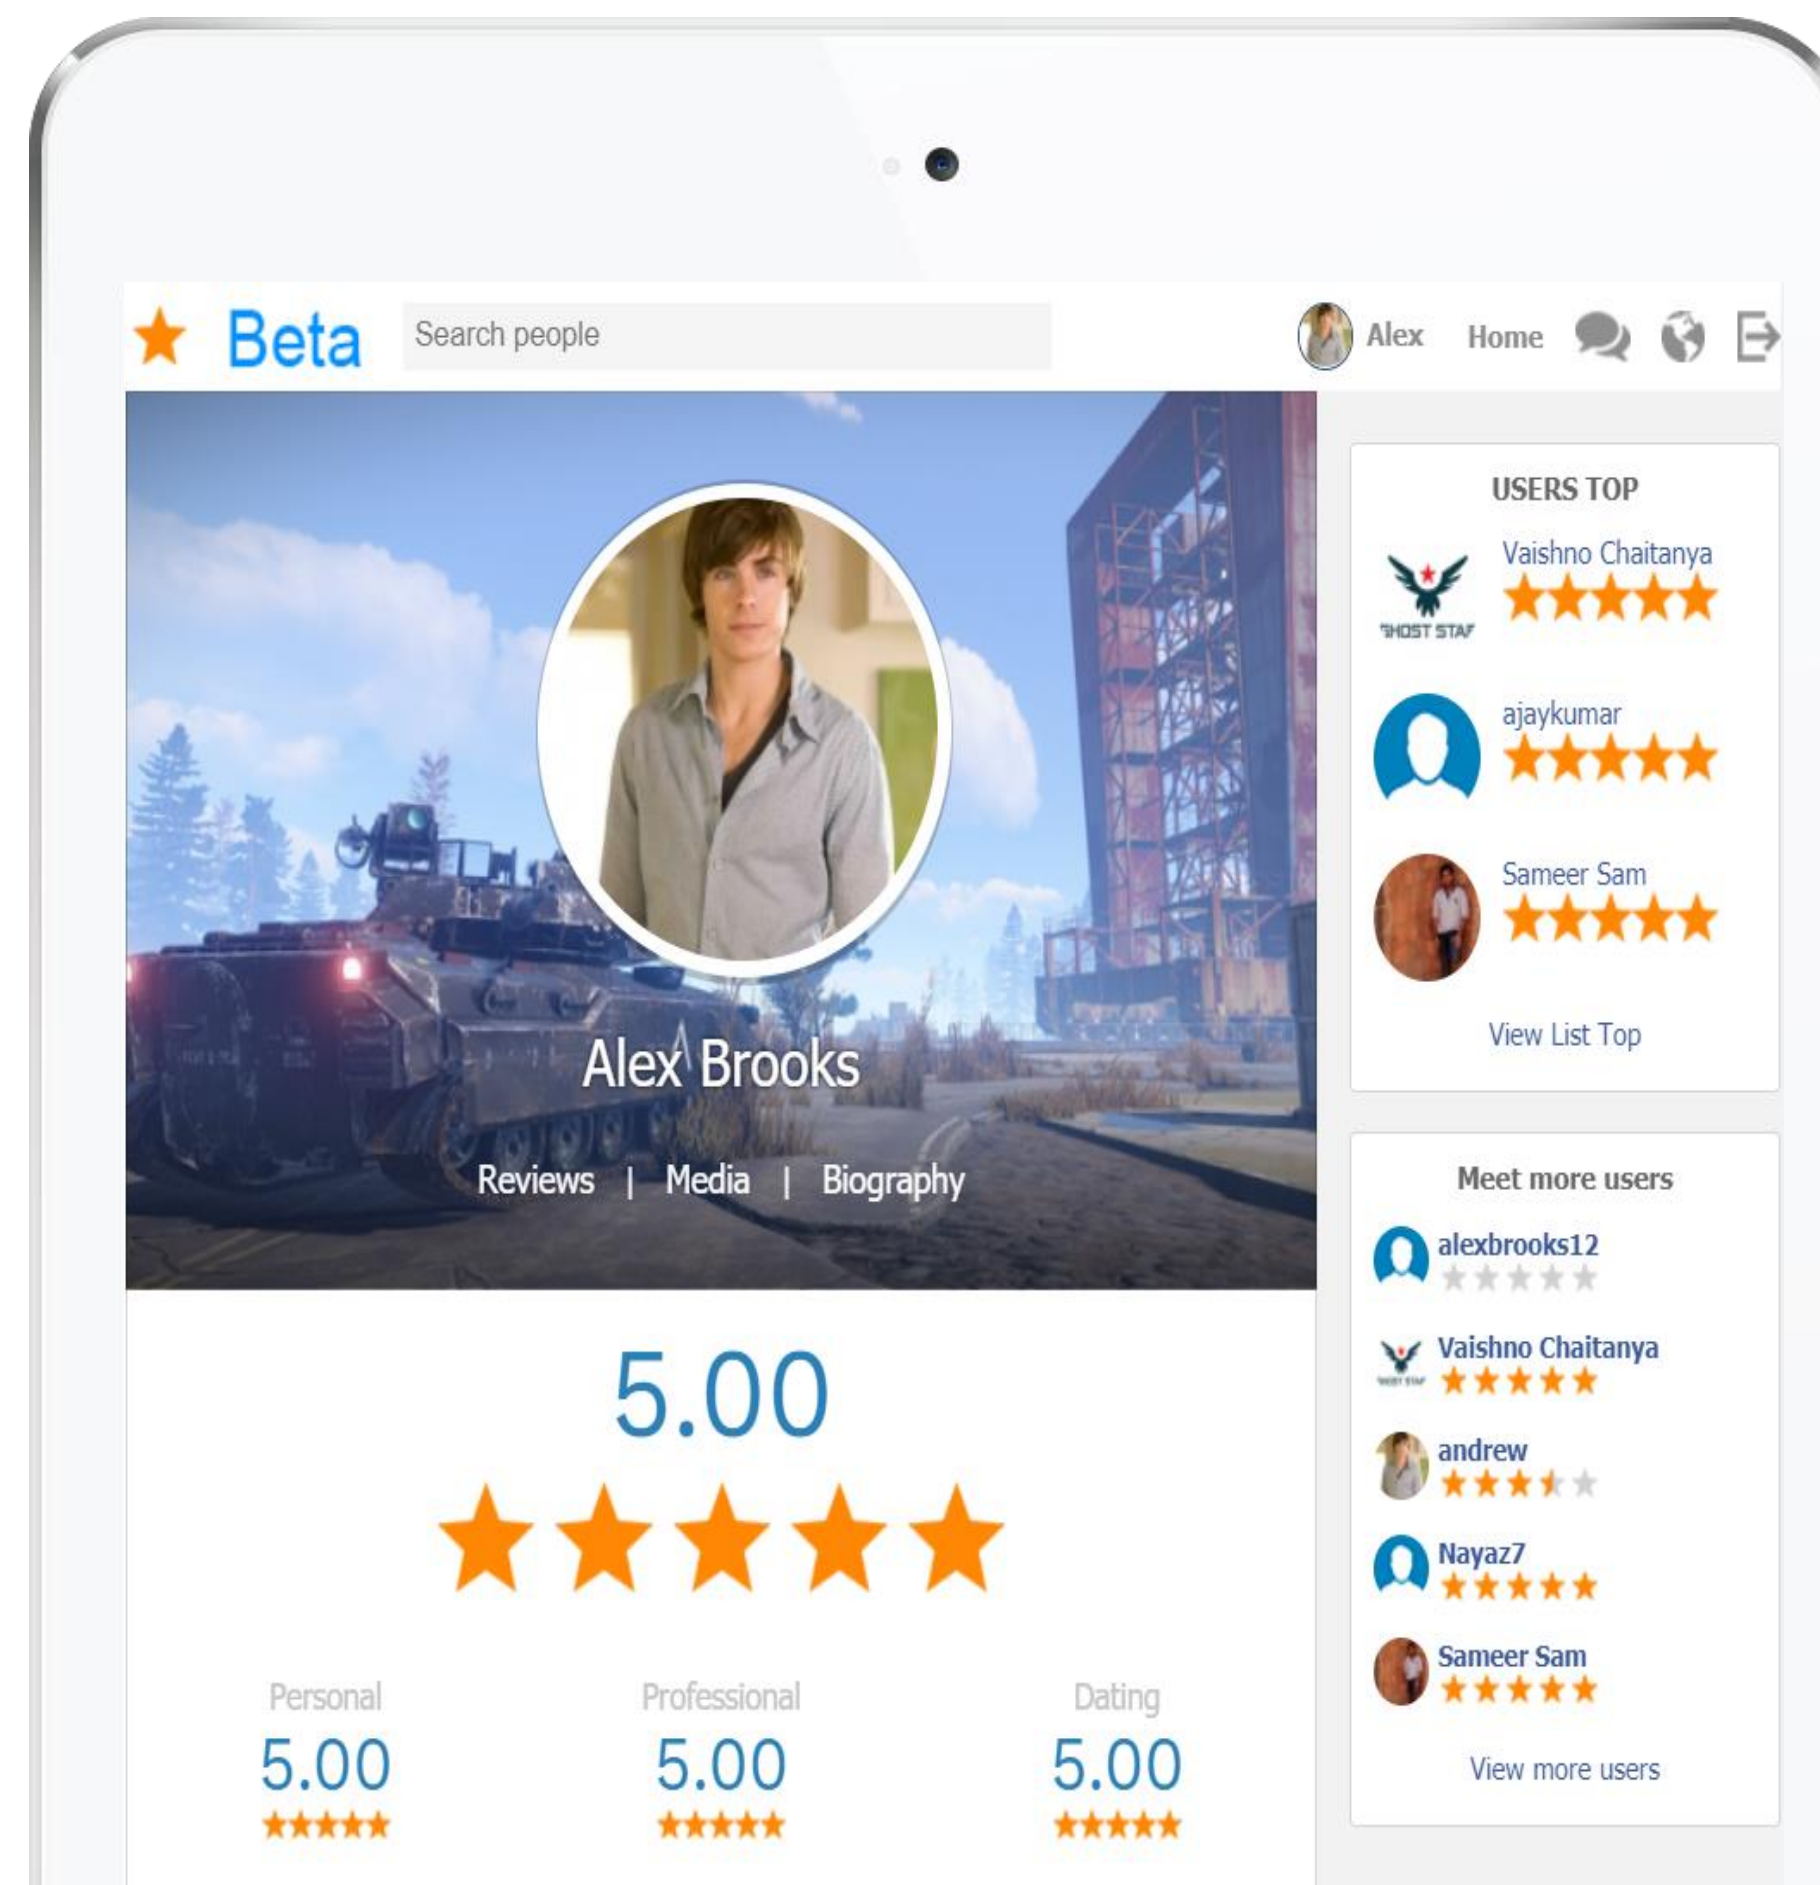 Beta
Search people
Alex
Home
Alex Brooks
Reviews | Media | Biography
5.00
Personal
5.00
Professional
5.00
Dating
5.00
USERS TOP
Vaishno Chaitanya
ajaykumar
Sameer Sam
View List Top
Meet more users
alexbrooks12
Vaishno Chaitanya
andrew
Nayaz7
Sameer Sam
View more users